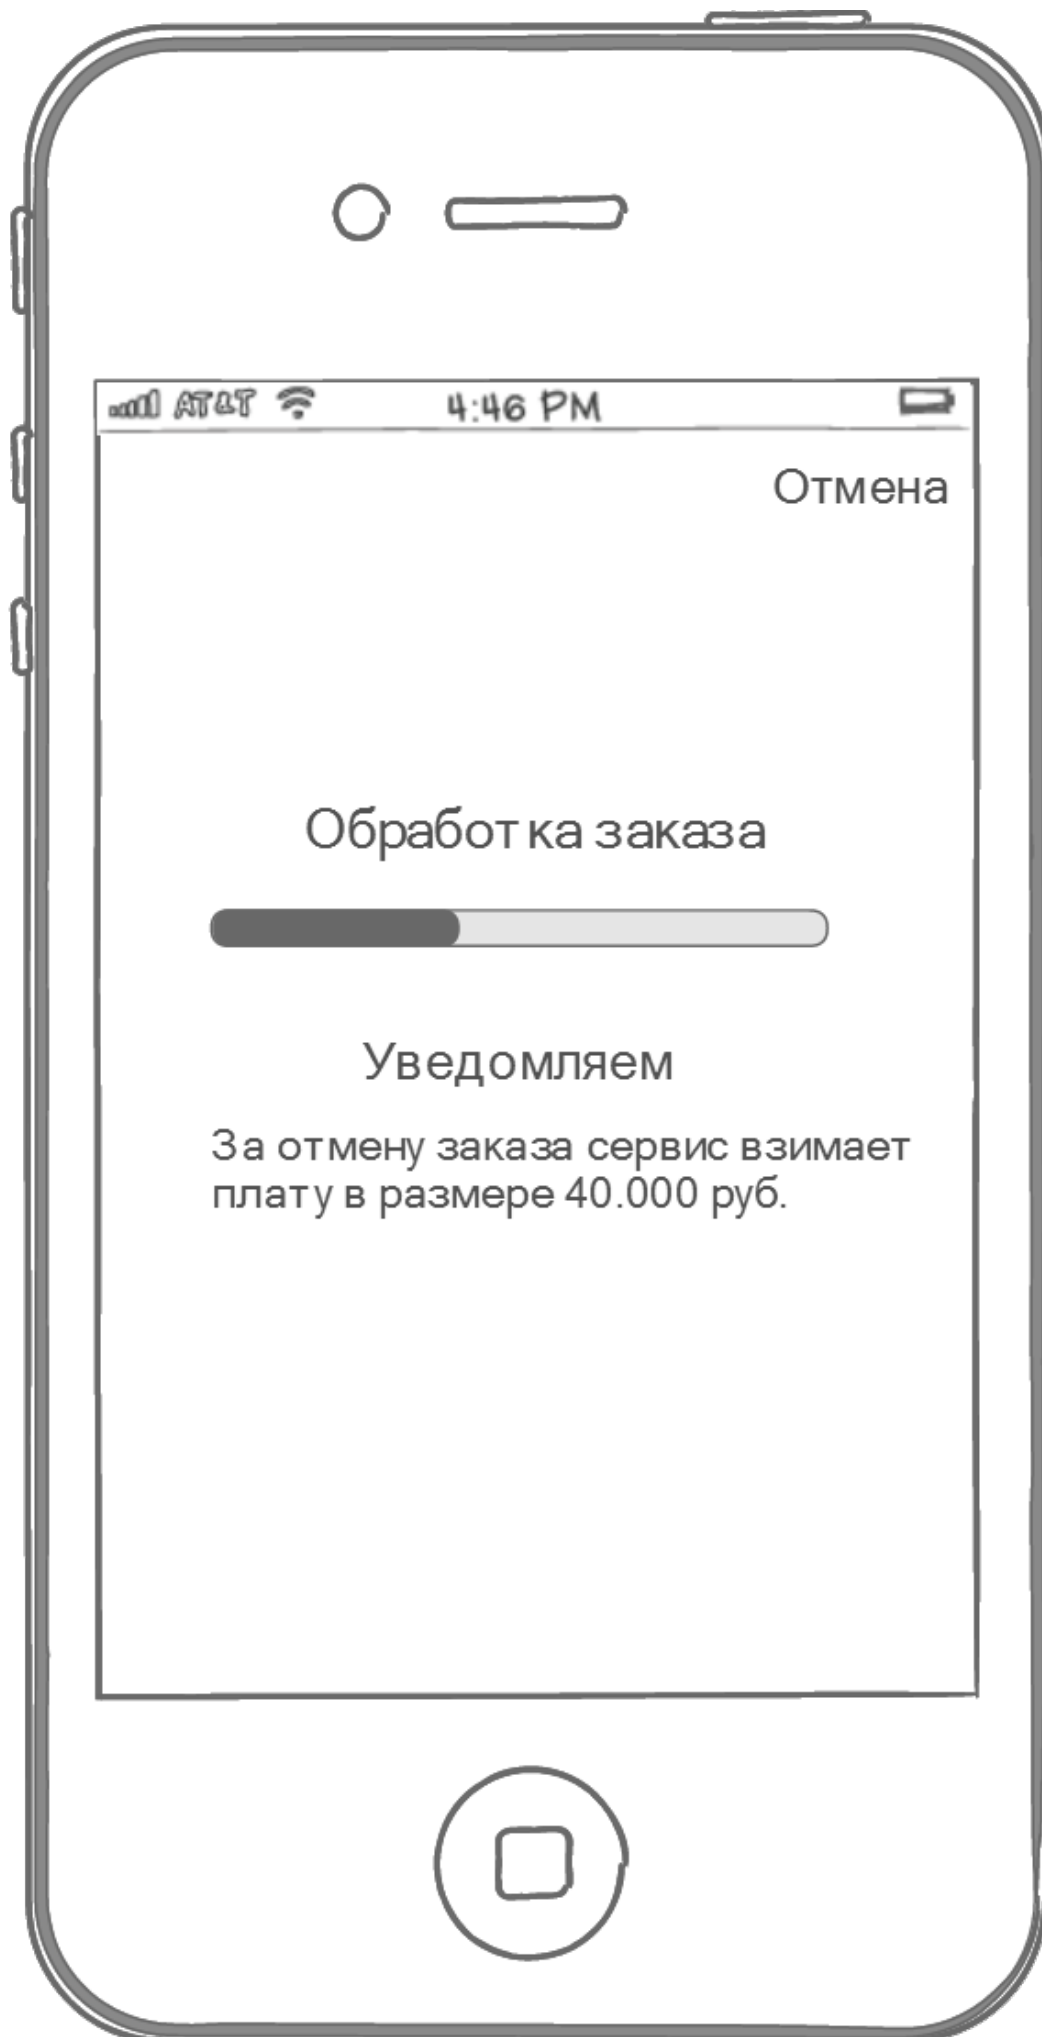 AT&T 4:46 PM
Отмена
Обработка заказа
Уведомляем
За отмену заказа сервис взимает
плату в размере 40.000 руб.